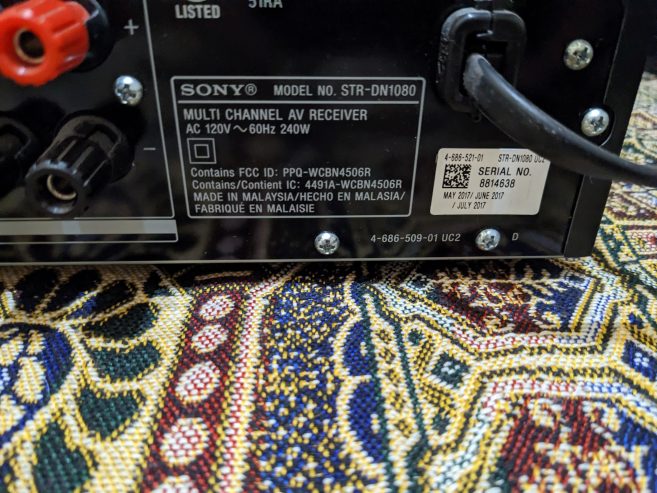 LISTED
51RA
+
−
SONY® MODEL NO. STR-DN1080
MULTI CHANNEL AV RECEIVER
AC 120V ~ 60Hz 240W
Contains FCC ID: PPQ-WCBN4506R
Contains/Contient IC: 4491A-WCBN4506R
MADE IN MALAYSIA/HECHO EN MALASIA/
FABRIQUÉ EN MALAISIE
4-686-521-01 STR-DN1080 UC2
SERIAL NO.
8814638
MAY 2017/ JUNE 2017
/ JULY 2017
4-686-509-01 UC2 D